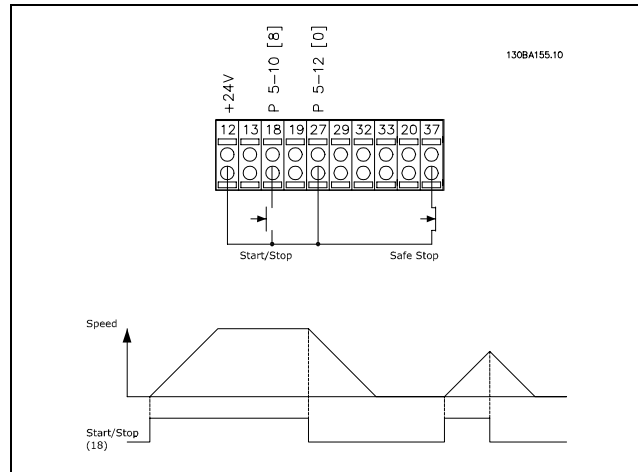 130BA155.10
+24V
P 5-10 [8]
P 5-12 [0]
12 13 18 19 27 29 32 33 20 37
Start/Stop Safe Stop
Speed
Start/Stop
(18)